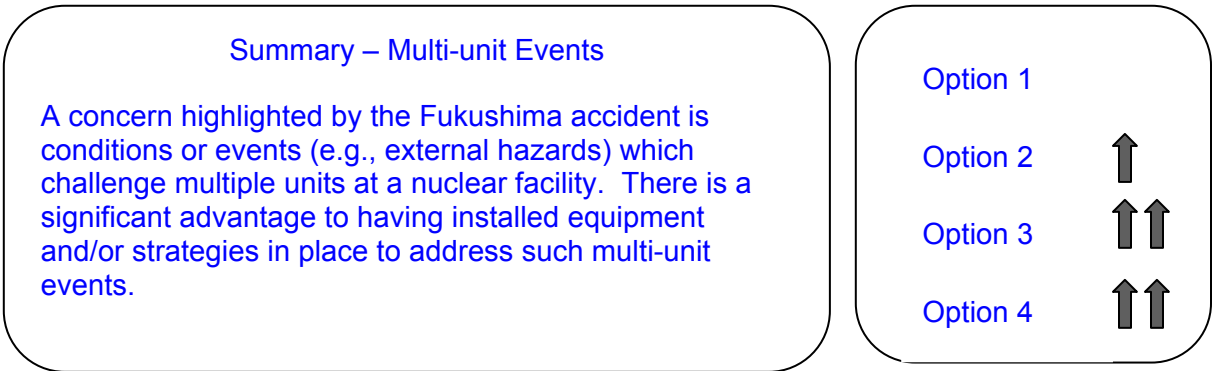 Summary – Multi-unit Events
A concern highlighted by the Fukushima accident is
conditions or events (e.g., external hazards) which
challenge multiple units at a nuclear facility.  There is a
significant advantage to having installed equipment
and/or strategies in place to address such multi-unit
events.
Option 1
Option 2
Option 3
Option 4